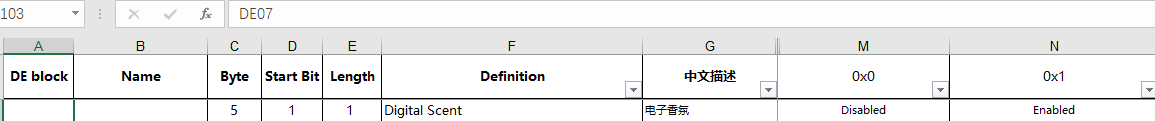 103 fx DE07
A B C D E F G M N
DE block Name Byte Start Bit Length Definition 中文描述 0x0 0x1
5 1 1 Digital Scent 电子香氛 Disabled Enabled